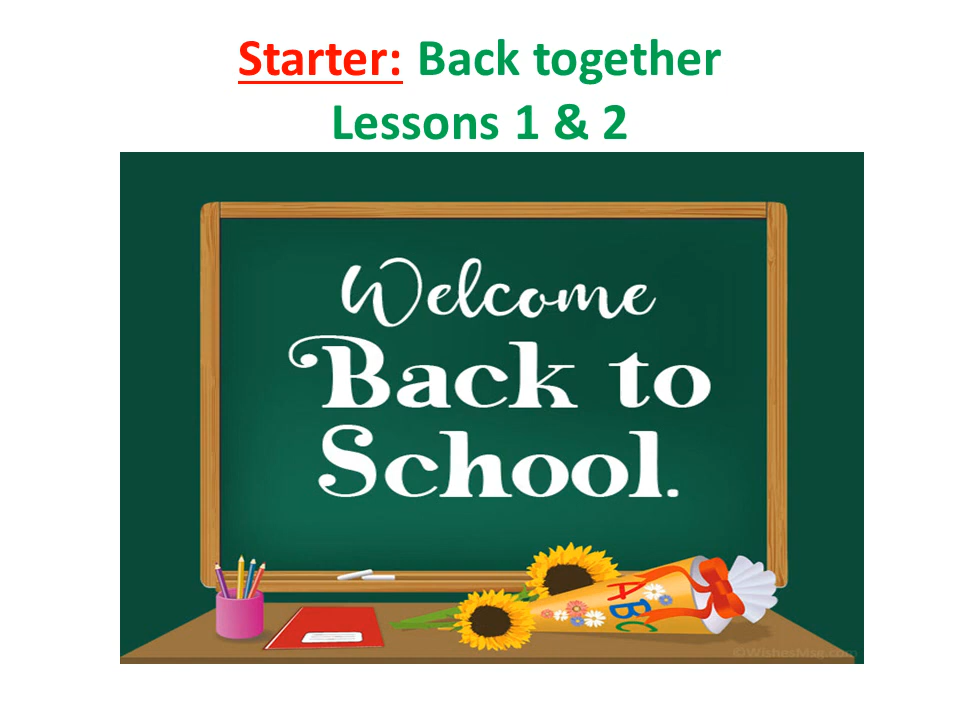 Starter: Back together
Lessons 1 & 2
Welcome
Back to
School.
ABC
©WishesMsg.com